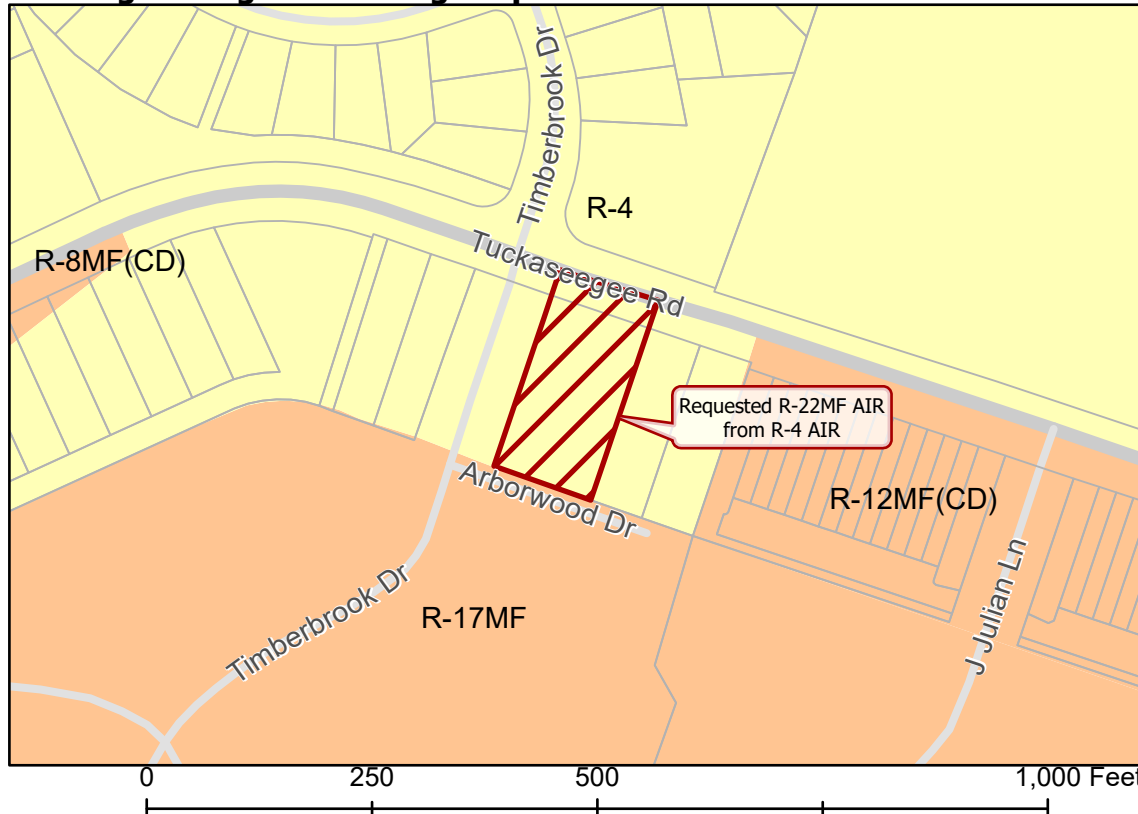 Timberbrook Dr
R-4
R-8MF(CD)
Tuckaseegee Rd
Requested R-22MF AIR
from R-4 AIR
Arborwood Dr
R-12MF(CD)
Timberbrook Dr
R-17MF
J Julian Ln
0 250 500 1,000 Feet